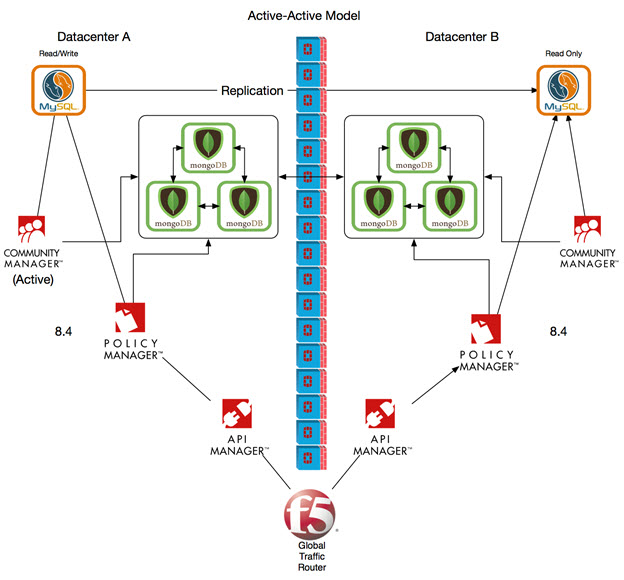 Active-Active Model
Datacenter A
Datacenter B
Read/Write
Read Only
MySQL
Replication
MySQL
mongoDB
mongoDB
mongoDB
mongoDB
mongoDB
mongoDB
COMMUNITY
MANAGER™
(Active)
COMMUNITY
MANAGER™
8.4
POLICY
MANAGER™
8.4
POLICY
MANAGER™
API
MANAGER™
API
MANAGER™
f5®
Global
Traffic
Router